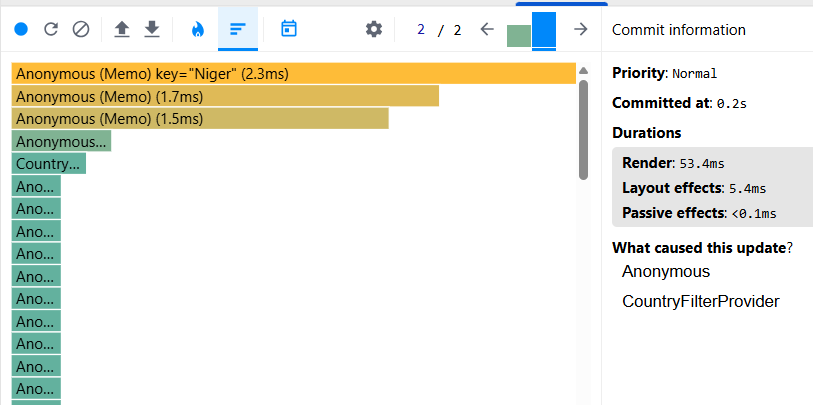 2 / 2
Commit information
Anonymous (Memo) key="Niger" (2.3ms)
Anonymous (Memo) (1.7ms)
Anonymous (Memo) (1.5ms)
Anonymous...
Country...
Ano...
Ano...
Ano...
Ano...
Ano...
Ano...
Ano...
Ano...
Ano...
Ano...
Priority: Normal
Committed at: 0.2s
Durations
Render: 53.4ms
Layout effects: 5.4ms
Passive effects: <0.1ms
What caused this update?
Anonymous
CountryFilterProvider